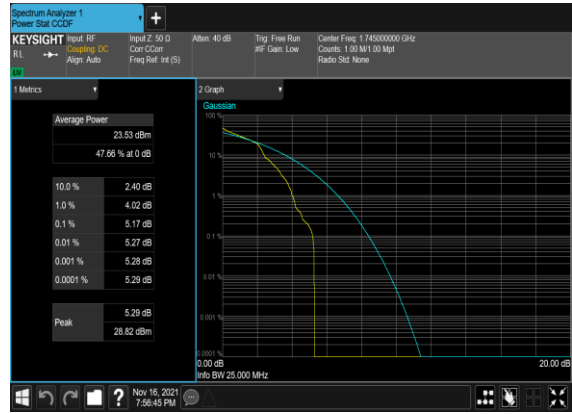 Spectrum Analyzer 1
Power Stat CCDF
KEYSIGHT
Input: RF
Input Z: 50 Ω
Atten: 40 dB
Trig: Free Run
Center Freq: 1.745000000 GHz
R L
Coupling: DC
Corr CCorr
#IF Gain: Low
Counts: 1.00 M/1.00 Mpt
Align: Auto
Freq Ref: Int (S)
Radio Std: None
1 Metrics
Average Power
23.53 dBm
47.66 % at 0 dB
10.0 % 2.40 dB
1.0 % 4.02 dB
0.1 % 5.17 dB
0.01 % 5.27 dB
0.001 % 5.28 dB
0.0001 % 5.29 dB
Peak
5.29 dB
28.82 dBm
2 Graph
Gaussian
100 %
10 %
1 %
0.1 %
0.01 %
0.001 %
0.0001 %
0.00 dB
20.00 dB
Info BW 25.000 MHz
?
Nov 16, 2021
7:56:45 PM